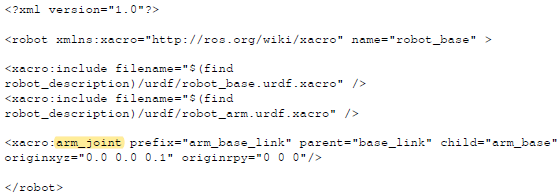 <?xml version="1.0"?>
<robot xmlns:xacro="http://ros.org/wiki/xacro" name="robot_base" >
<xacro:include filename="$(find
robot_description)/urdf/robot_base.urdf.xacro" />
<xacro:include filename="$(find
robot_description)/urdf/robot_arm.urdf.xacro" />
<xacro:arm_joint prefix="arm_base_link" parent="base_link" child="arm_base"
originxyz="0.0 0.0 0.1" originrpy="0 0 0"/>
</robot>